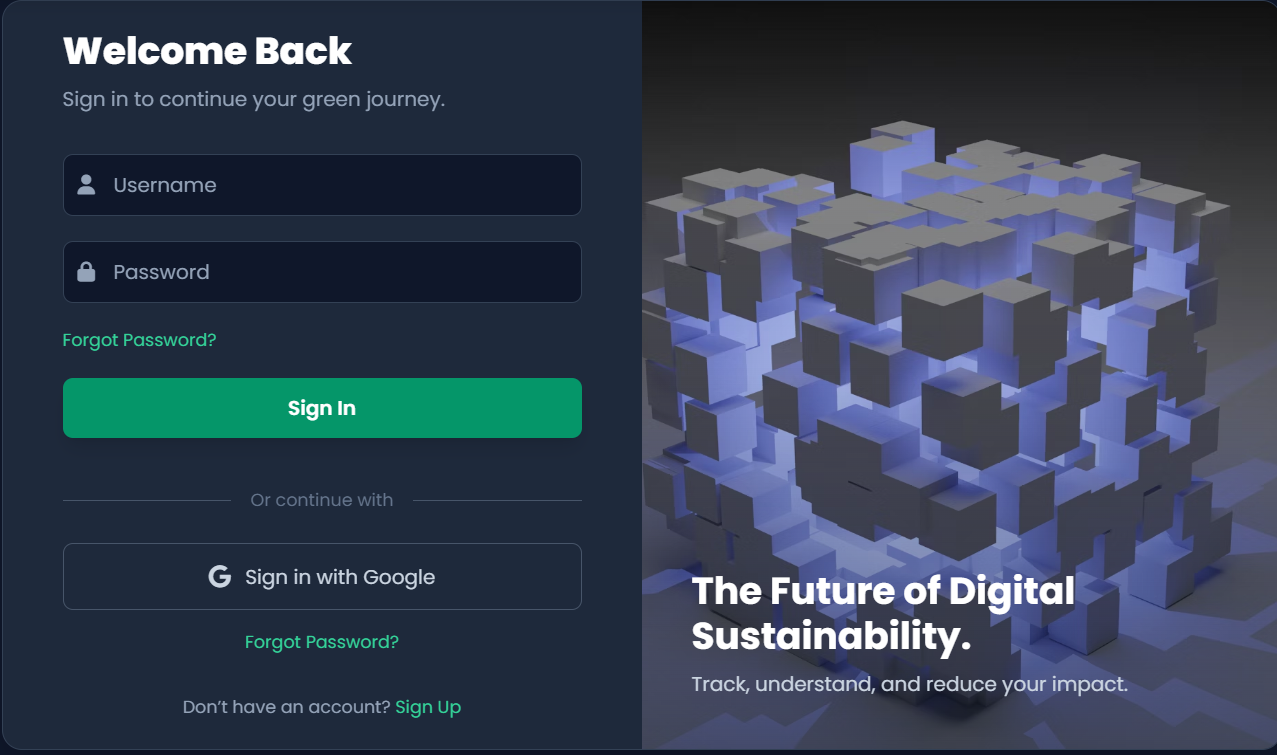 Welcome Back
Sign in to continue your green journey.
Username
Password
Forgot Password?
Sign In
Or continue with
Sign in with Google
Forgot Password?
Don’t have an account? Sign Up
The Future of Digital
Sustainability.
Track, understand, and reduce your impact.